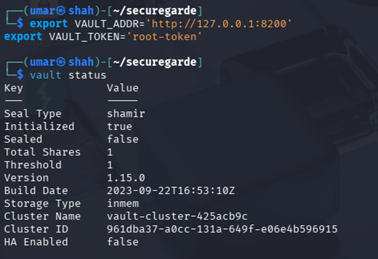 ┌──(umar㉿shah)-[~/securegarde]
└─$ export VAULT_ADDR='http://127.0.0.1:8200'
export VAULT_TOKEN='root-token'
┌──(umar㉿shah)-[~/securegarde]
└─$ vault status
Key Value
--- -----
Seal Type shamir
Initialized true
Sealed false
Total Shares 1
Threshold 1
Version 1.15.0
Build Date 2023-09-22T16:53:10Z
Storage Type inmem
Cluster Name vault-cluster-425acb9c
Cluster ID 961dba37-a0cc-131a-649f-e06e4b596915
HA Enabled false